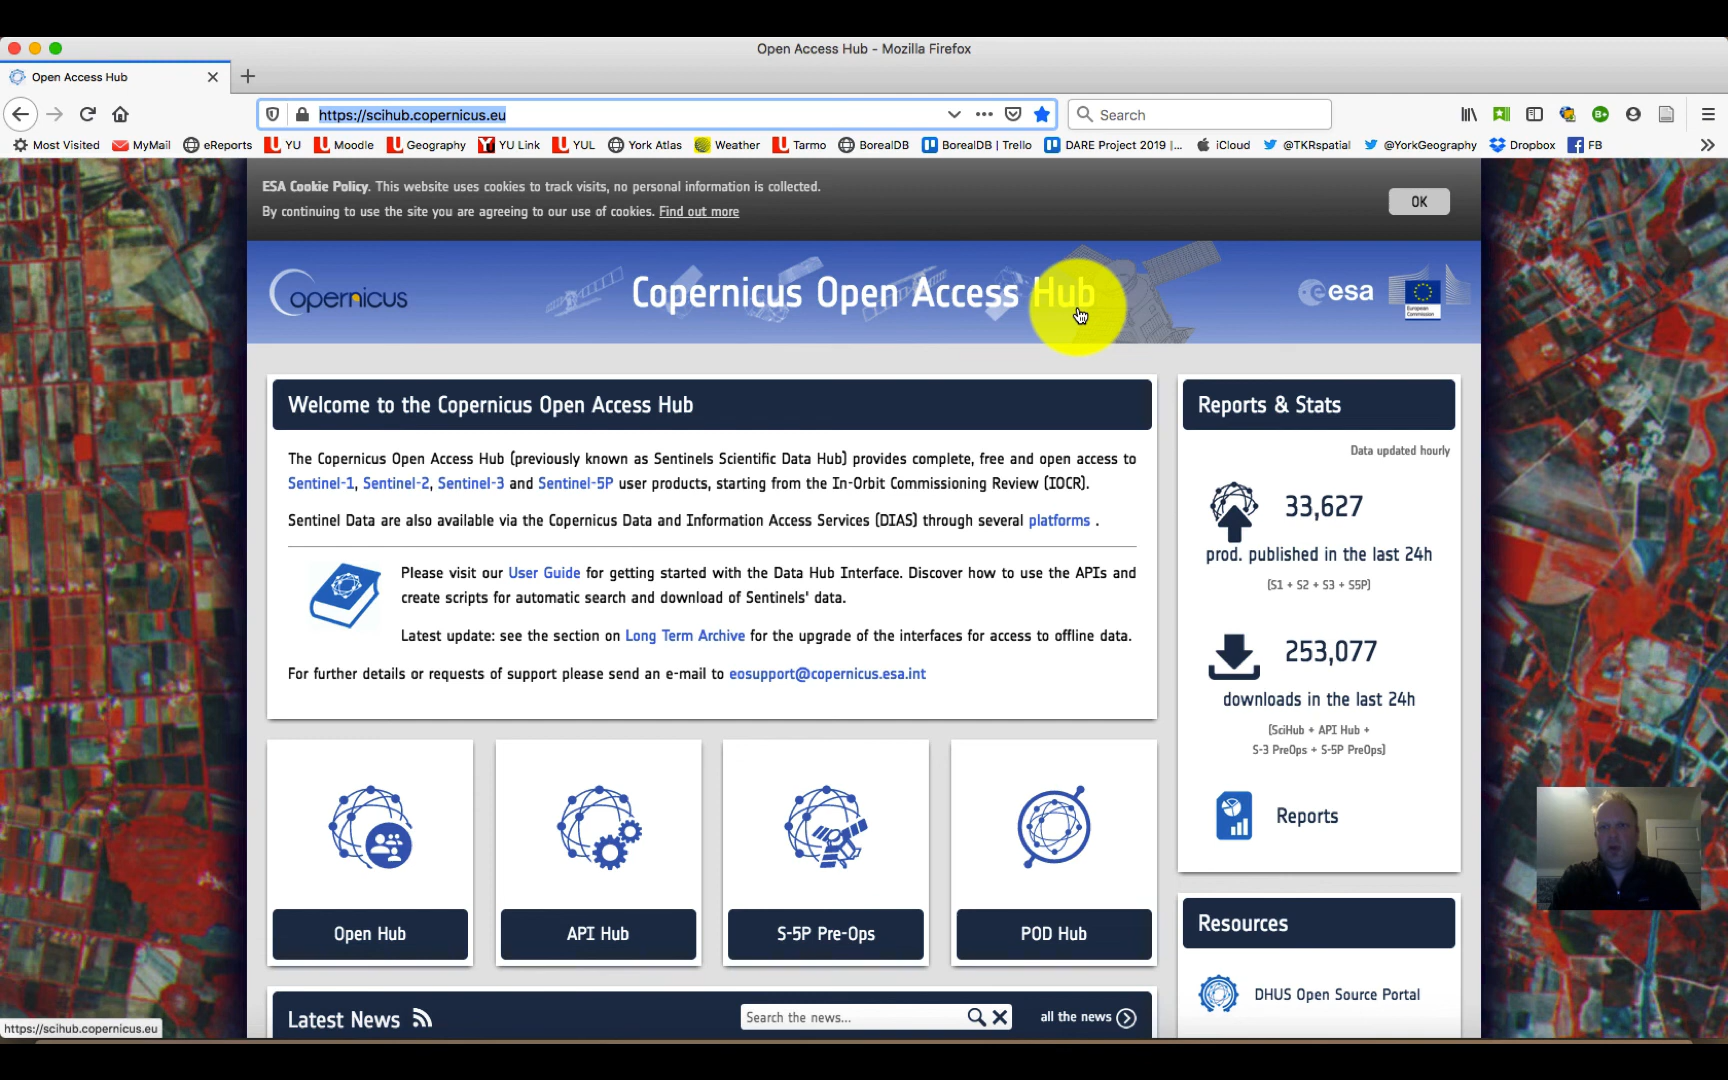 Open Access Hub - Mozilla Firefox
Open Access Hub
https://scihub.copernicus.eu
Search
Most Visited MyMail eReports YU Moodle Geography YU Link YUL York Atlas Weather Tarmo BorealDB BorealDB | Trello DARE Project 2019 |... iCloud @TKRspatial @YorkGeography Dropbox FB
ESA Cookie Policy. This website uses cookies to track visits, no personal information is collected.
By continuing to use the site you are agreeing to our use of cookies. Find out more
OK
opernicus
Copernicus Open Access Hub
esa
European
Commission
Welcome to the Copernicus Open Access Hub
The Copernicus Open Access Hub (previously known as Sentinels Scientific Data Hub) provides complete, free and open access to
Sentinel-1, Sentinel-2, Sentinel-3 and Sentinel-5P user products, starting from the In-Orbit Commissioning Review (IOCR).
Sentinel Data are also available via the Copernicus Data and Information Access Services (DIAS) through several platforms .
Please visit our User Guide for getting started with the Data Hub Interface. Discover how to use the APIs and
create scripts for automatic search and download of Sentinels' data.
Latest update: see the section on Long Term Archive for the upgrade of the interfaces for access to offline data.
For further details or requests of support please send an e-mail to eosupport@copernicus.esa.int
Reports & Stats
Data updated hourly
33,627
prod. published in the last 24h
[S1 + S2 + S3 + S5P]
253,077
downloads in the last 24h
[SciHub + API Hub +
S-3 PreOps + S-5P PreOps]
Reports
Open Hub
API Hub
S-5P Pre-Ops
POD Hub
Resources
DHUS Open Source Portal
Latest News
Search the news...
all the news
https://scihub.copernicus.eu